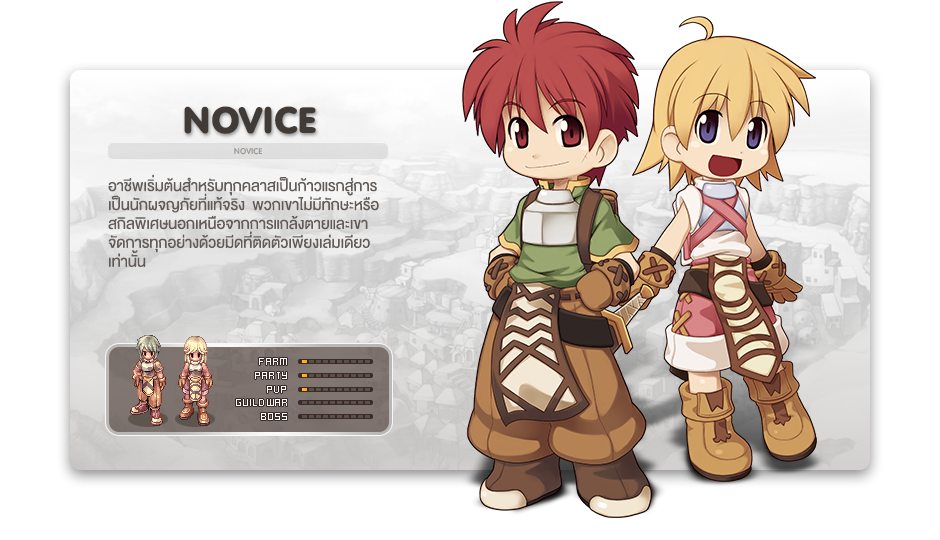 NOVICE
NOVICE
อาชีพเริ่มต้นสำหรับทุกคลาสเป็นก้าวแรกสู่การ
เป็นนักผจญภัยที่แท้จริง พวกเขาไม่มีทักษะหรือ
สกิลพิเศษนอกเหนือจากการแกล้งตายและเขา
จัดการทุกอย่างด้วยมีดที่ติดตัวเพียงเล่มเดียว
เท่านั้น
FARM
PARTY
PVP
GUILDWAR
BOSS